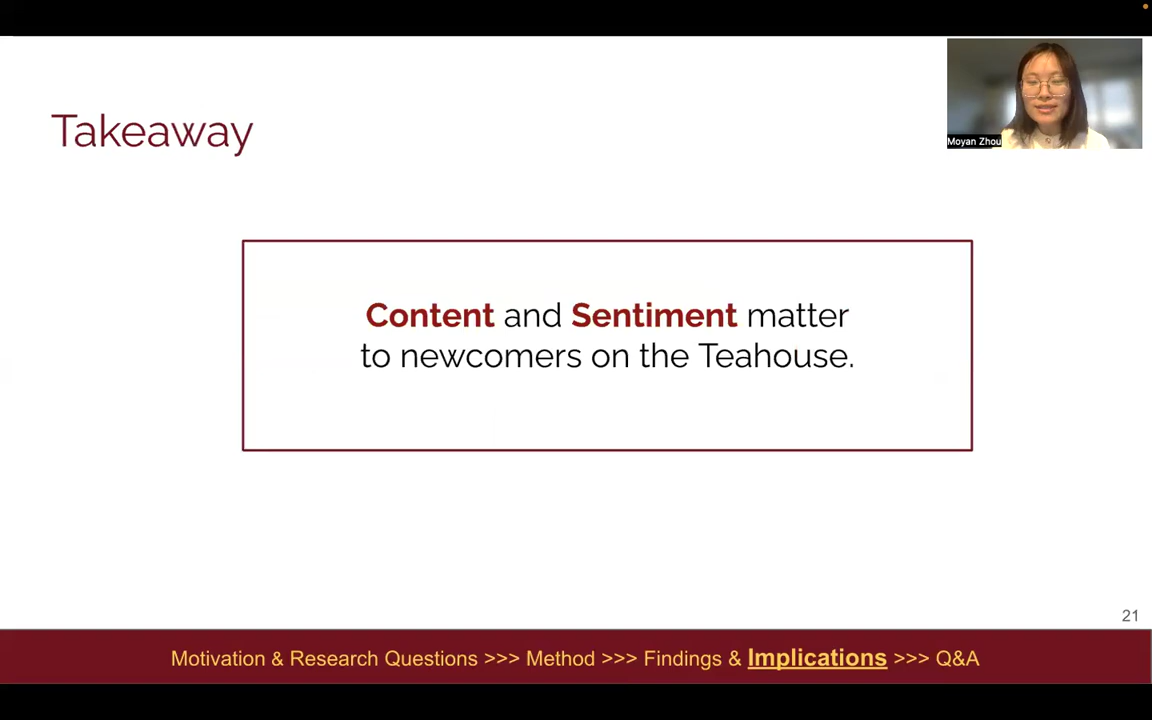 Takeaway
Moyan Zhou
Content and Sentiment matter
to newcomers on the Teahouse.
21
Motivation & Research Questions >>> Method >>> Findings & Implications >>> Q&A